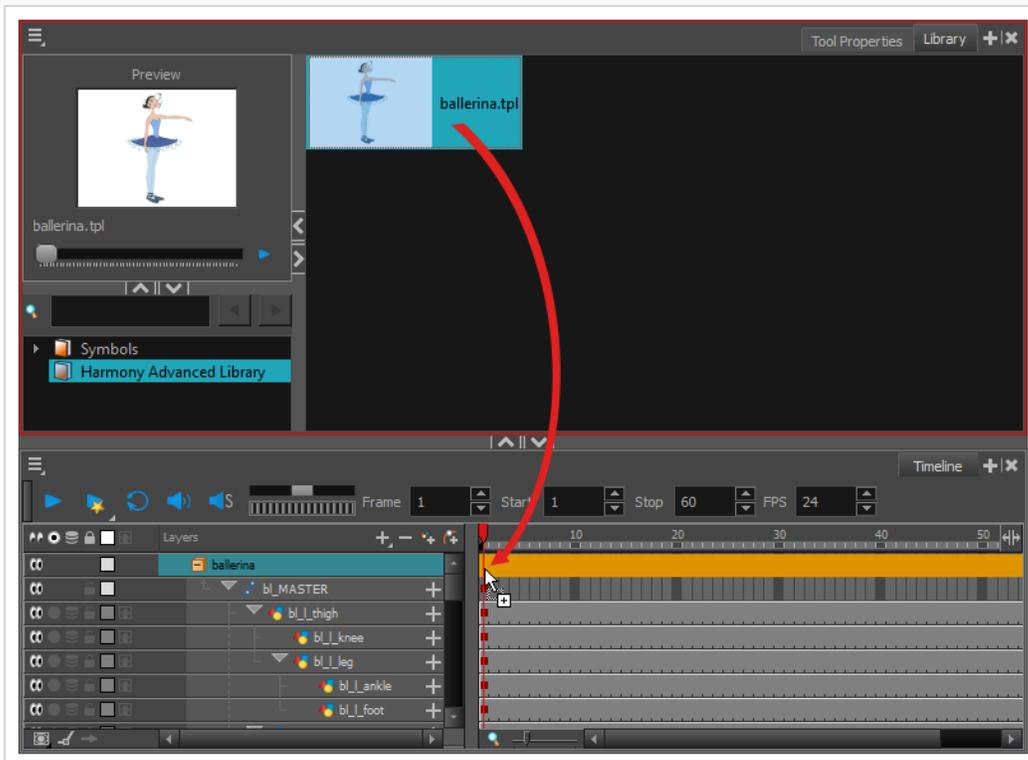 Tool Properties Library
Preview
ballerina.tpl
ballerina.tpl
Symbols
Harmony Advanced Library
Timeline
S Frame 1 Start 1 Stop 60 FPS 24
Layers 10 20 30 40 50
ballerina
bl_MASTER
bl_l_thigh
bl_l_knee
bl_l_leg
bl_l_ankle
bl_l_foot